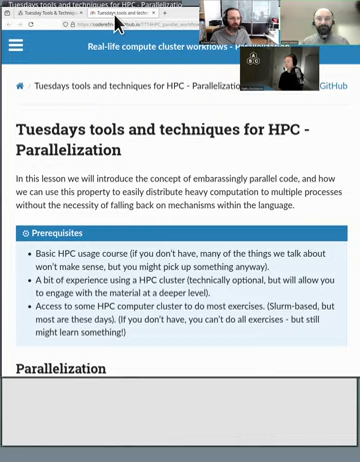 Tuesdays tools and techniques for HPC - Parallelizatio
Tuesday Tools & Technique
Tuesdays tools and techn
Real-life compute cluster workflows - Parallelization
Tuesdays tools and techniques for HPC - Parallelizatio
GitHub
Tuesdays tools and techniques for HPC -
Parallelization
In this lesson we will introduce the concept of embarassingly parallel code, and how
we can use this property to easily distribute heavy computation to multiple processes
without the necessity of falling back on mechanisms within the language.
Prerequisites
• Basic HPC usage course (if you don't have, many of the things we talk about
won't make sense, but you might pick up something anyway).
• A bit of experience using a HPC cluster (technically optional, but will allow you
to engage with the material at a deeper level).
• Access to some HPC computer cluster to do most exercises. (Slurm-based, but
most are these days). (If you don't have, you can't do all exercises - but still
might learn something!)
Parallelization